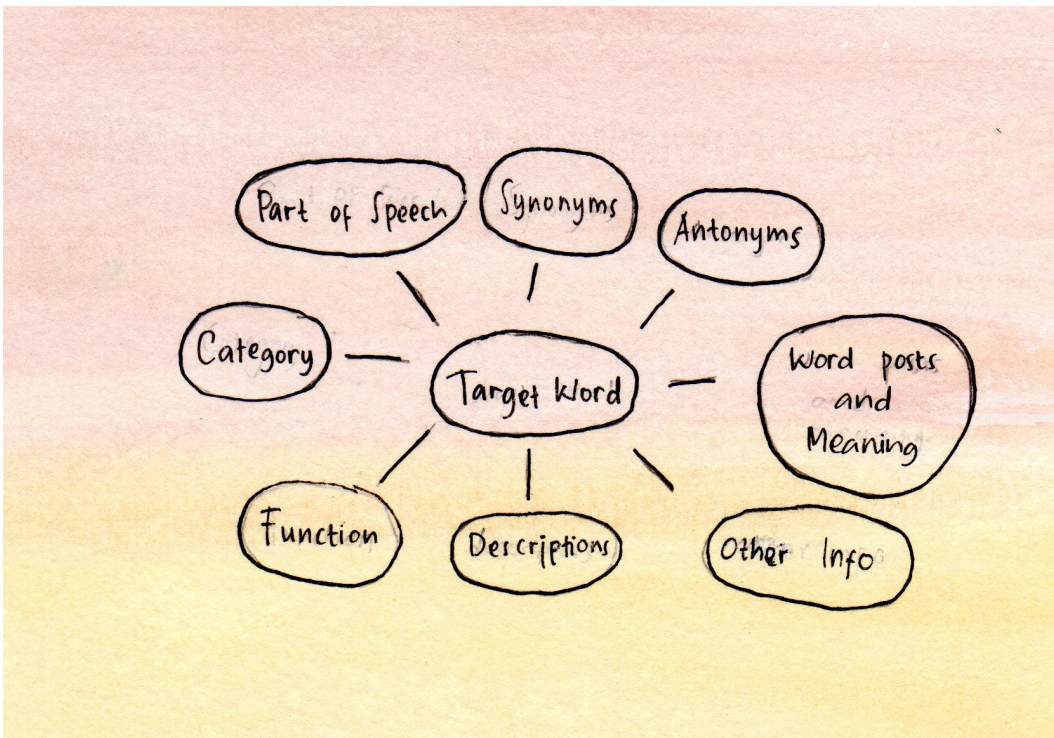 Part of Speech
Synonyms
Antonyms
Category
Target Word
Word posts
and
Meaning
Function
Descriptions
Other Info